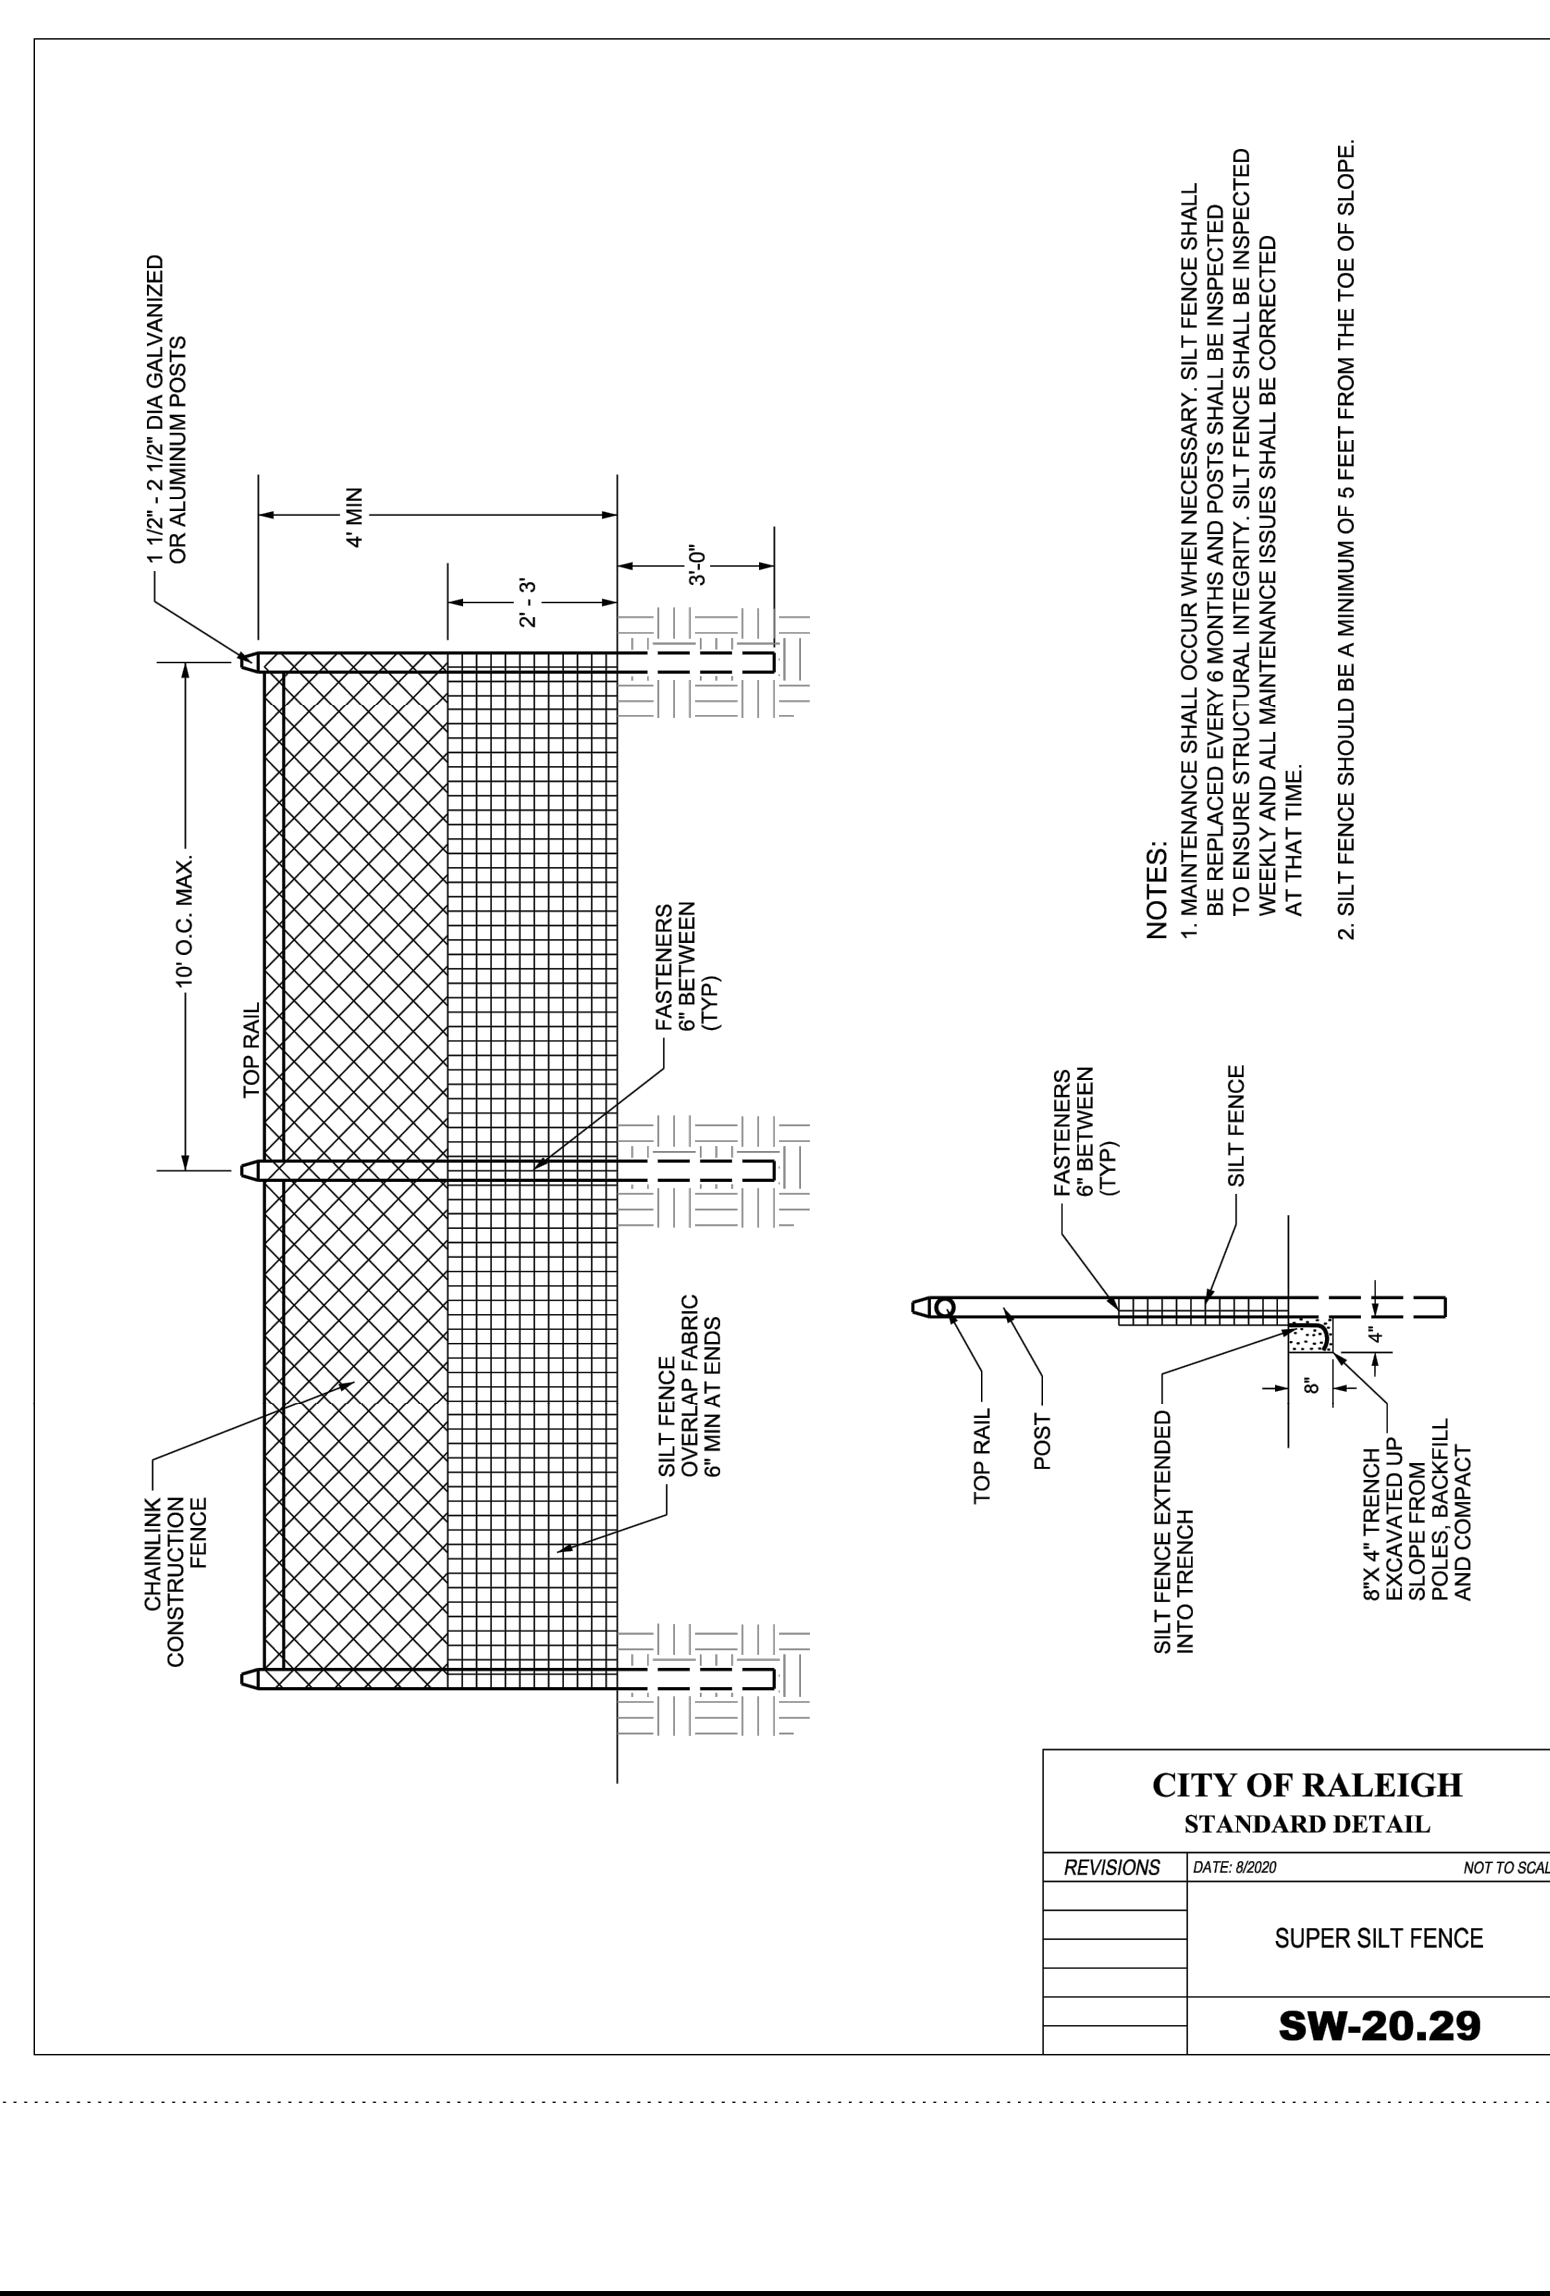 1 1/2" - 2 1/2" DIA GALVANIZED
OR ALUMINUM POSTS
10' O.C. MAX.
TOP RAIL
4' MIN
2' - 3'
3'-0"
CHAINLINK
CONSTRUCTION
FENCE
SILT FENCE
OVERLAP FABRIC
6" MIN AT ENDS
FASTENERS
6" BETWEEN
(TYP)
TOP RAIL
POST
FASTENERS
6" BETWEEN
(TYP)
SILT FENCE
SILT FENCE EXTENDED
INTO TRENCH
8"
4"
8"X 4" TRENCH
EXCAVATED UP
SLOPE FROM
POLES, BACKFILL
AND COMPACT
NOTES:
1. MAINTENANCE SHALL OCCUR WHEN NECESSARY. SILT FENCE SHALL
BE REPLACED EVERY 6 MONTHS AND POSTS SHALL BE INSPECTED
TO ENSURE STRUCTURAL INTEGRITY. SILT FENCE SHALL BE INSPECTED
WEEKLY AND ALL MAINTENANCE ISSUES SHALL BE CORRECTED
AT THAT TIME.
2. SILT FENCE SHOULD BE A MINIMUM OF 5 FEET FROM THE TOE OF SLOPE.
CITY OF RALEIGH
STANDARD DETAIL
REVISIONS
DATE: 8/2020
NOT TO SCAL
SUPER SILT FENCE
SW-20.29